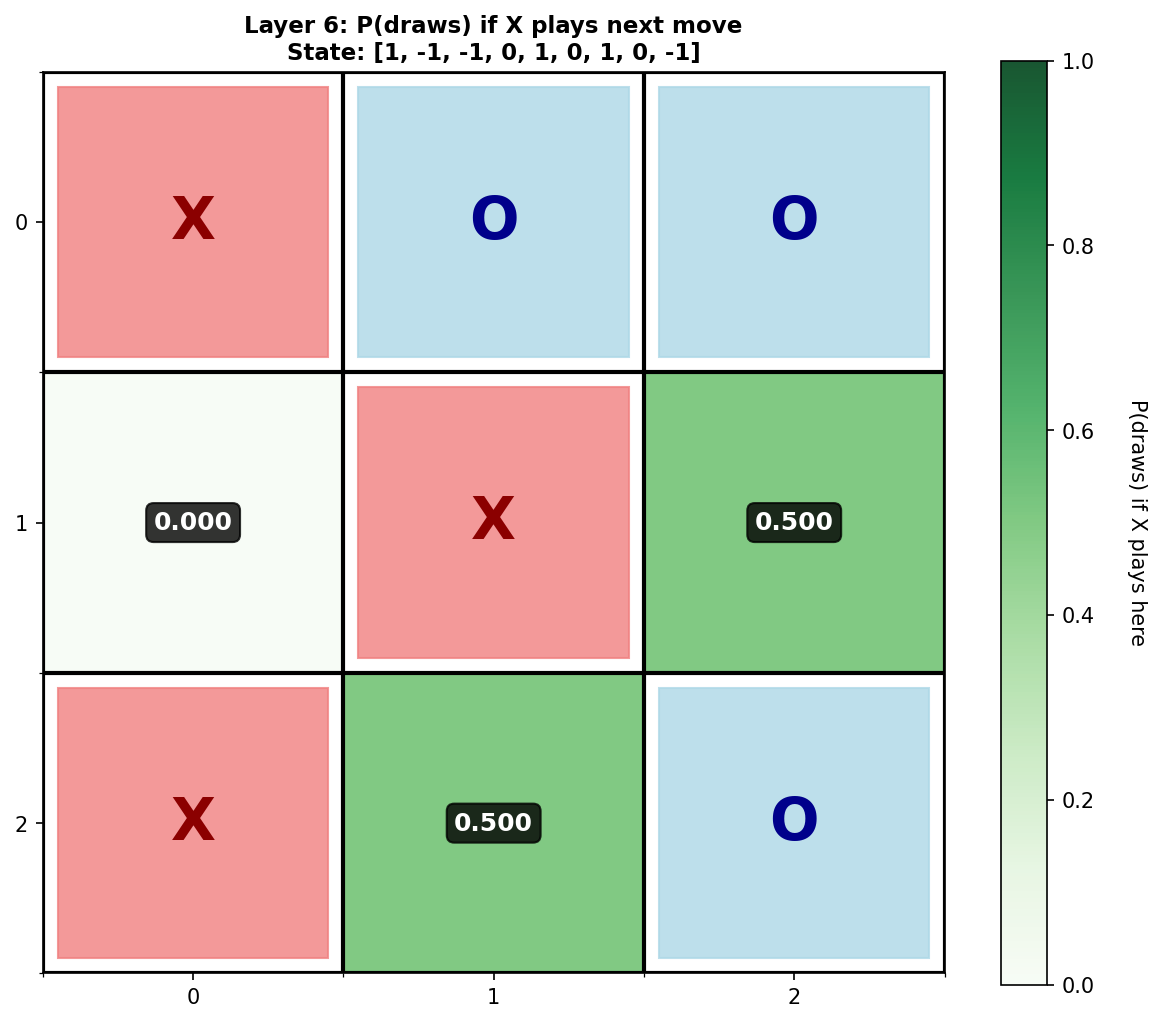 Layer 6: P(draws) if X plays next move
State: [1, -1, -1, 0, 1, 0, 1, 0, -1]
X O O
0.000 X 0.500
X 0.500 O
0
1
2
0 1 2
1.0
0.8
0.6
0.4
0.2
0.0
P(draws) if X plays here